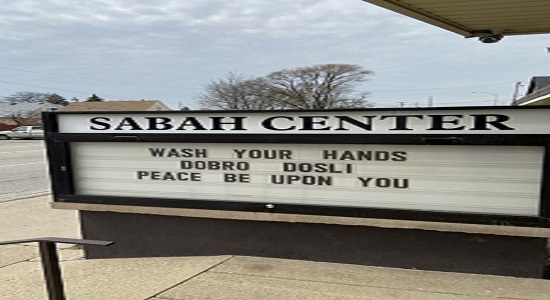 SABAH CENTER
WASH YOUR HANDS
DOBRO DOSLI
PEACE BE UPON YOU